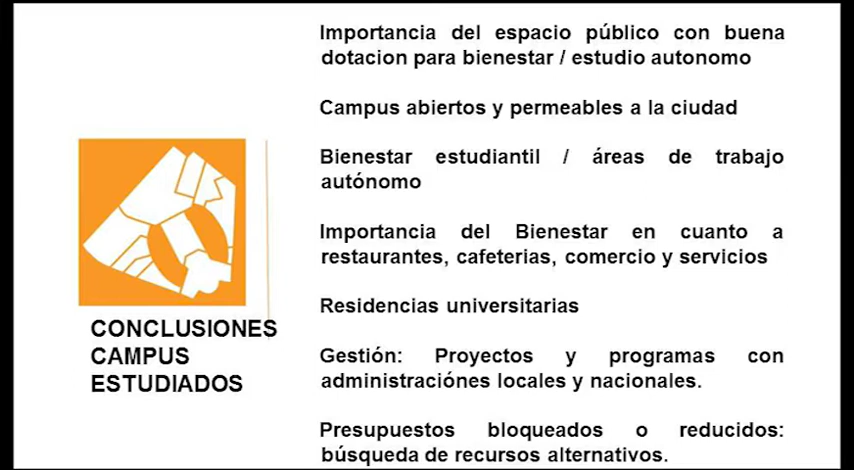 Importancia del espacio público con buena
dotacion para bienestar / estudio autonomo
Campus abiertos y permeables a la ciudad
Bienestar estudiantil / áreas de trabajo
autónomo
Importancia del Bienestar en cuanto a
restaurantes, cafeterias, comercio y servicios
Residencias universitarias
Gestión: Proyectos y programas con
administraciónes locales y nacionales.
Presupuestos bloqueados o reducidos:
búsqueda de recursos alternativos.
CONCLUSIONES
CAMPUS
ESTUDIADOS